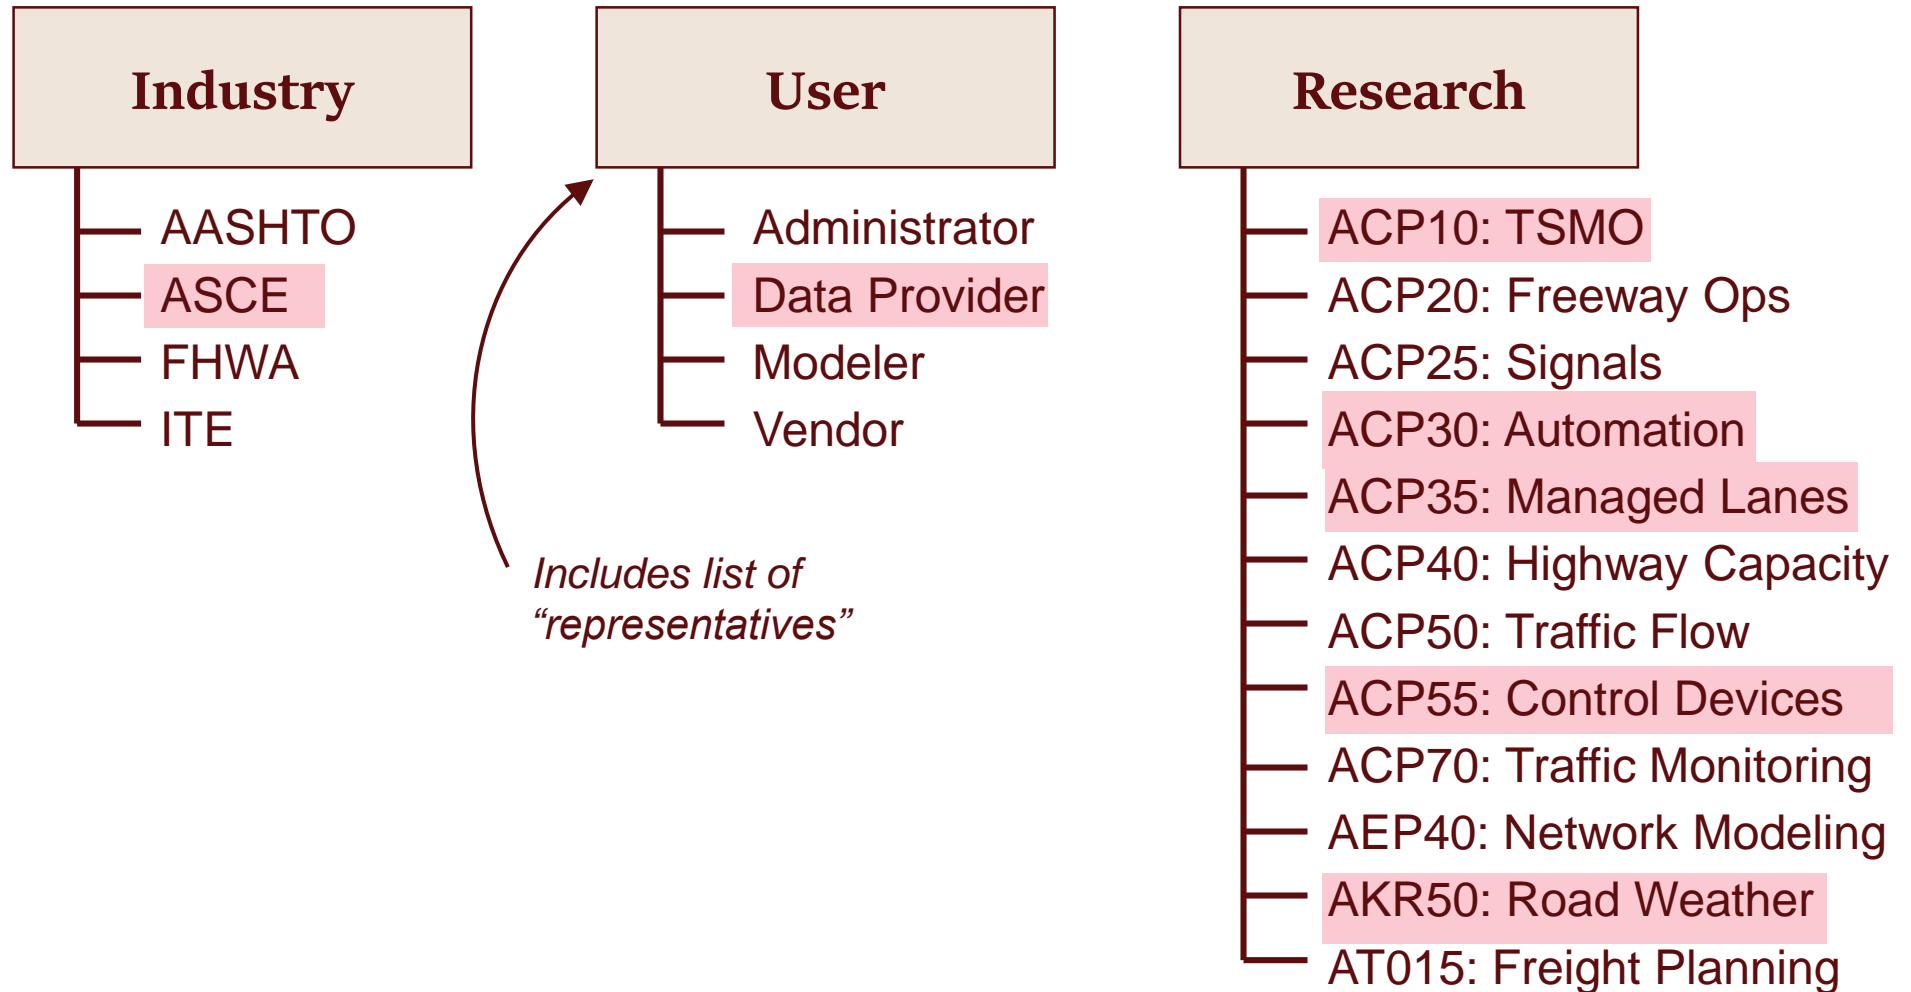 Industry
AASHTO
ASCE
FHWA
ITE
User
Administrator
Data Provider
Modeler
Vendor
Includes list of
“representatives”
Research
ACP10: TSMO
ACP20: Freeway Ops
ACP25: Signals
ACP30: Automation
ACP35: Managed Lanes
ACP40: Highway Capacity
ACP50: Traffic Flow
ACP55: Control Devices
ACP70: Traffic Monitoring
AEP40: Network Modeling
AKR50: Road Weather
AT015: Freight Planning